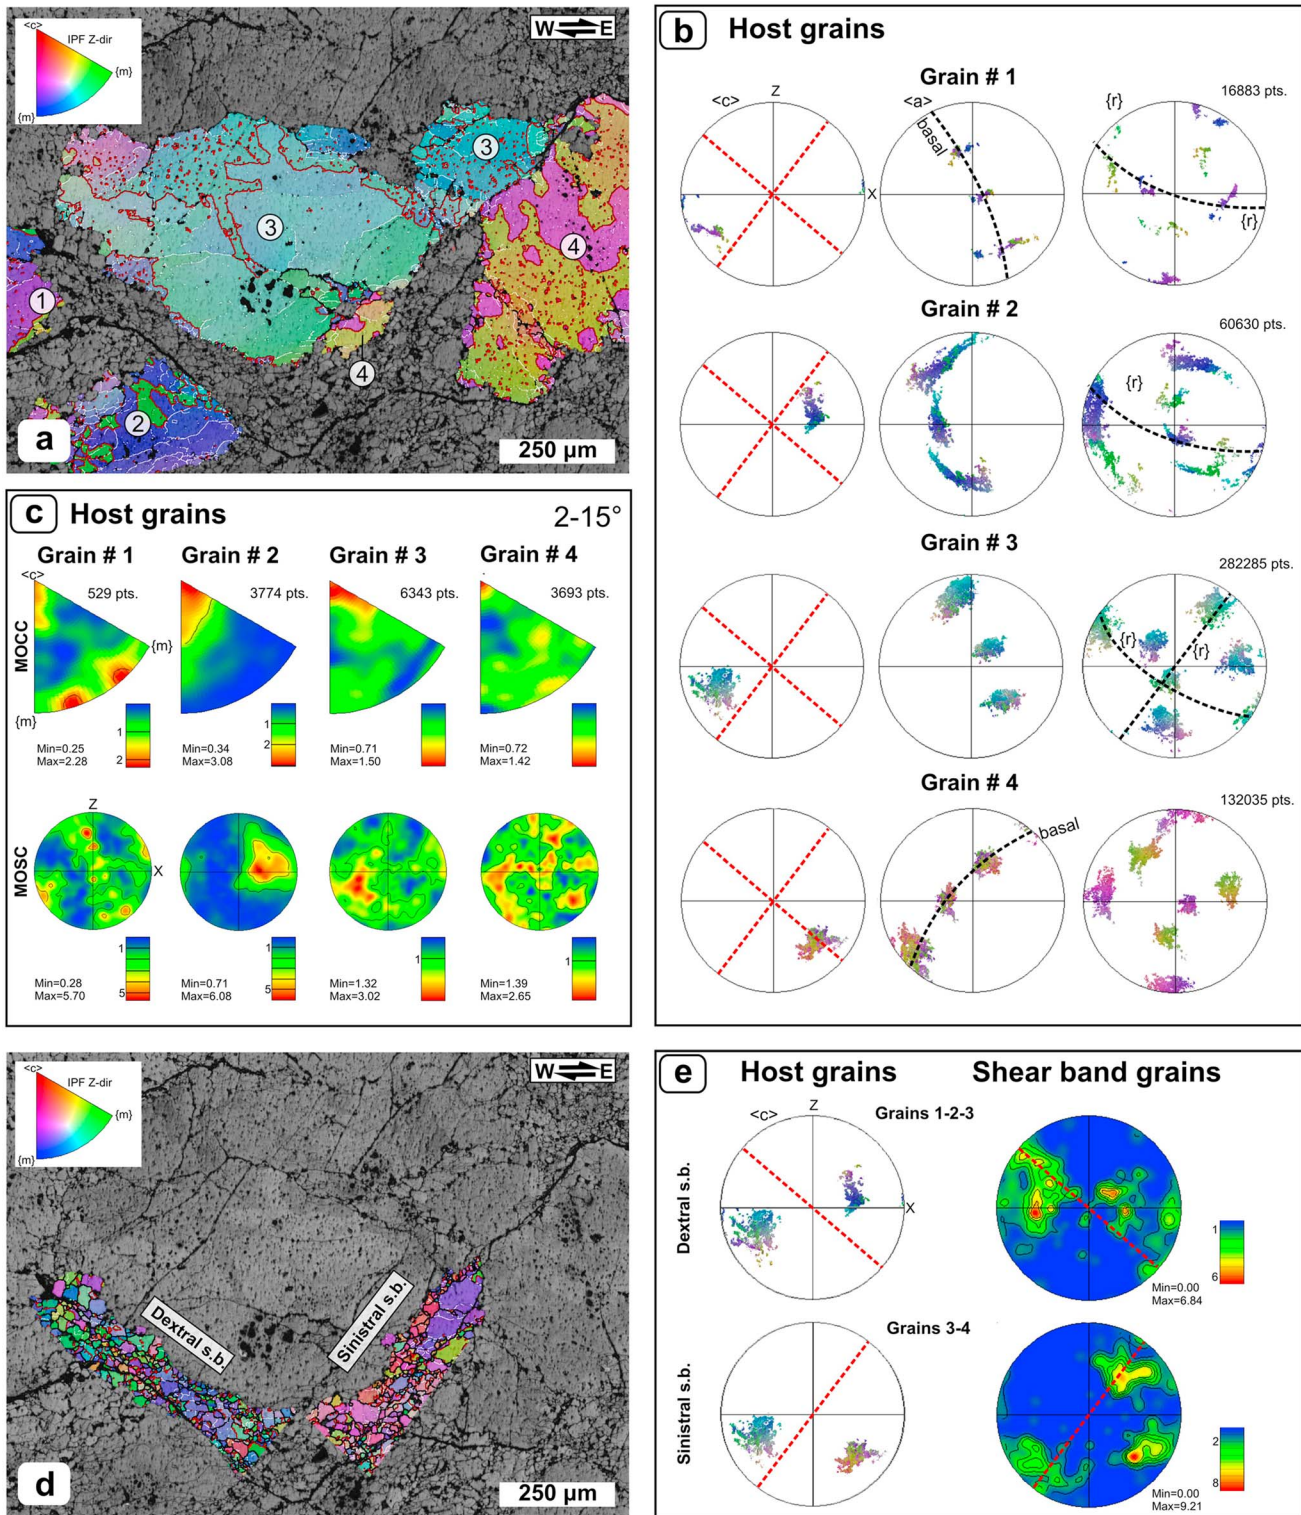 <c>
IPF Z-dir
{m}
{m}
W E
3
3
4
1
4
2
a
250 µm
b Host grains
Grain # 1
<c>
Z
<a>
{r}
16883 pts.
basal
X
{r}
Grain # 2
60630 pts.
{r}
Grain # 3
282285 pts.
{r}
{r}
Grain # 4
132035 pts.
basal
c Host grains 2-15°
Grain # 1 Grain # 2 Grain # 3 Grain # 4
<c>
529 pts. 3774 pts. 6343 pts. 3693 pts.
MOCC
{m}
{m}
1
2
1
2
Min=0.25
Max=2.28
Min=0.34
Max=3.08
Min=0.71
Max=1.50
Min=0.72
Max=1.42
Z
MOSC
X
1
5
1
5
1
1
Min=0.28
Max=5.70
Min=0.71
Max=6.08
Min=1.32
Max=3.02
Min=1.39
Max=2.65
<c>
IPF Z-dir
{m}
{m}
W E
Dextral s.b.
Sinistral s.b.
d
250 µm
e Host grains Shear band grains
<c>
Z
Grains 1-2-3
Dextral s.b.
X
1
6
Min=0.00
Max=6.84
Grains 3-4
Sinistral s.b
2
8
Min=0.00
Max=9.21